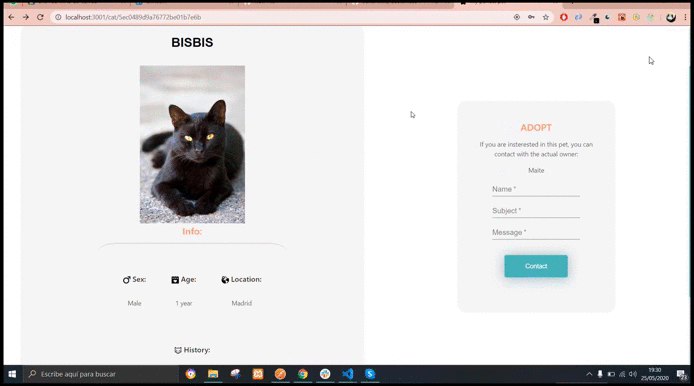 localhost:3001/cat/5ec0489d9a76772be01b7e6b
BISBIS
Info:
Sex:
Age:
Location:
Male
1 year
Madrid
History:
ADOPT
If you are insterested in this pet, you can
contact with the actual owner:
Maite
Name *
Subject *
Message *
Contact
Escribe aquí para buscar
19:30
25/05/2020